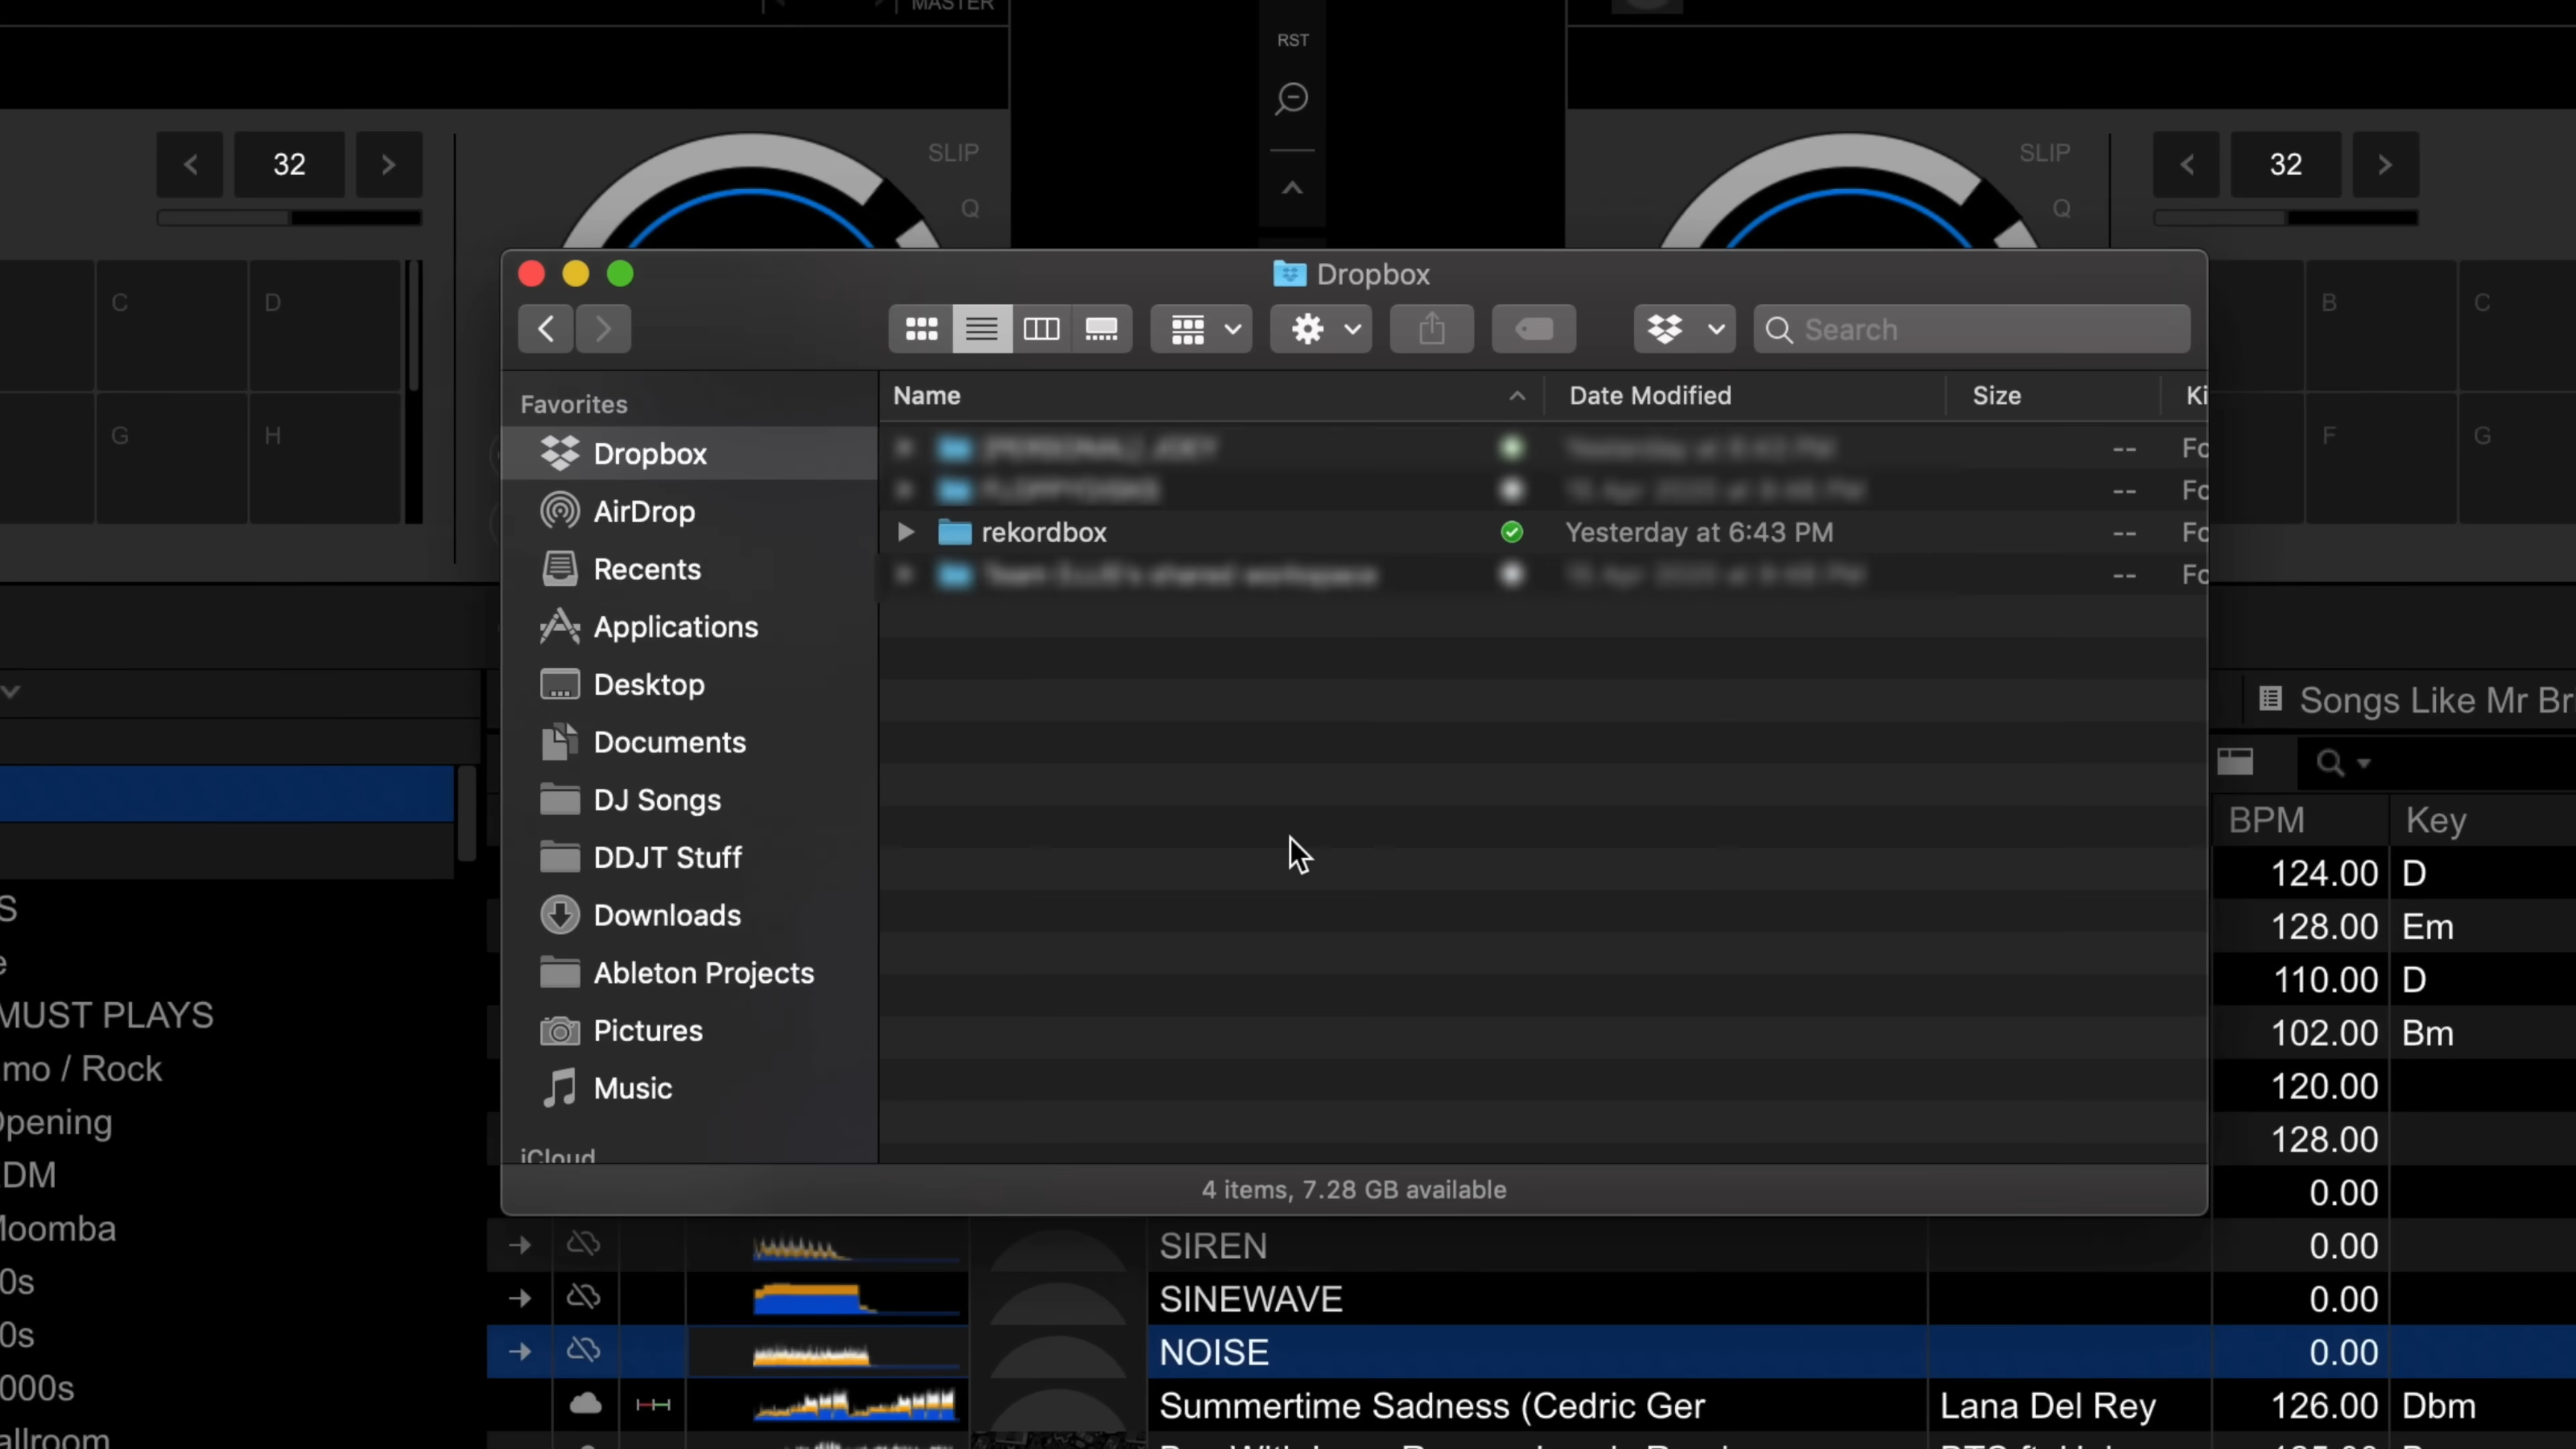 MASTER
RST
32
SLIP
Q
SLIP
Q
32
C
D
G
H
B
C
F
G
Dropbox
Search
Favorites
Dropbox
AirDrop
Recents
Applications
Desktop
Documents
DJ Songs
DDJT Stuff
Downloads
Ableton Projects
Pictures
Music
iCloud
Name Date Modified Size Ki
-- Fo
-- Fo
rekordbox Yesterday at 6:43 PM -- Fo
-- Fo
4 items, 7.28 GB available
S
e
MUST PLAYS
mo / Rock
Opening
DM
Moomba
0s
0s
000s
allroom
Songs Like Mr Br
BPM Key
124.00 D
128.00 Em
110.00 D
102.00 Bm
120.00
128.00
0.00
SIREN 0.00
SINEWAVE 0.00
NOISE 0.00
Summertime Sadness (Cedric Ger Lana Del Rey 126.00 Dbm